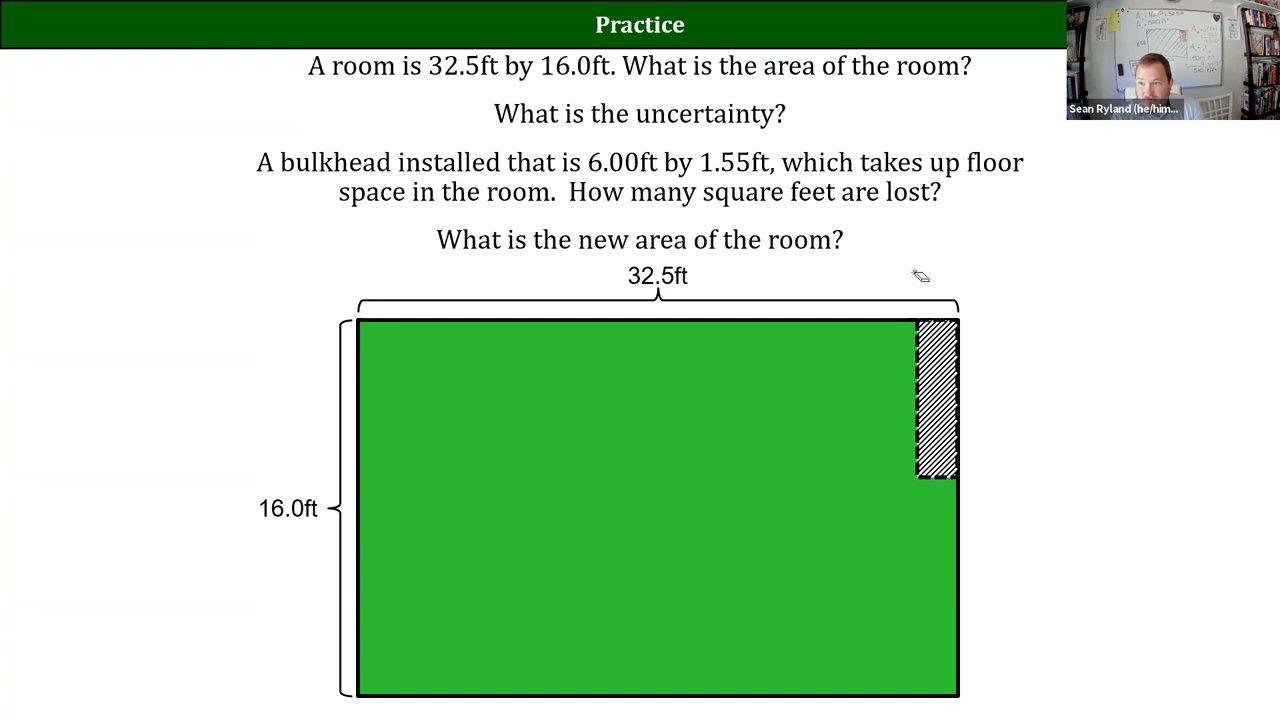 Practice
A room is 32.5ft by 16.0ft. What is the area of the room?
What is the uncertainty?
A bulkhead installed that is 6.00ft by 1.55ft, which takes up floor
space in the room.  How many square feet are lost?
What is the new area of the room?
32.5ft
16.0ft
Sean Ryland (he/him...